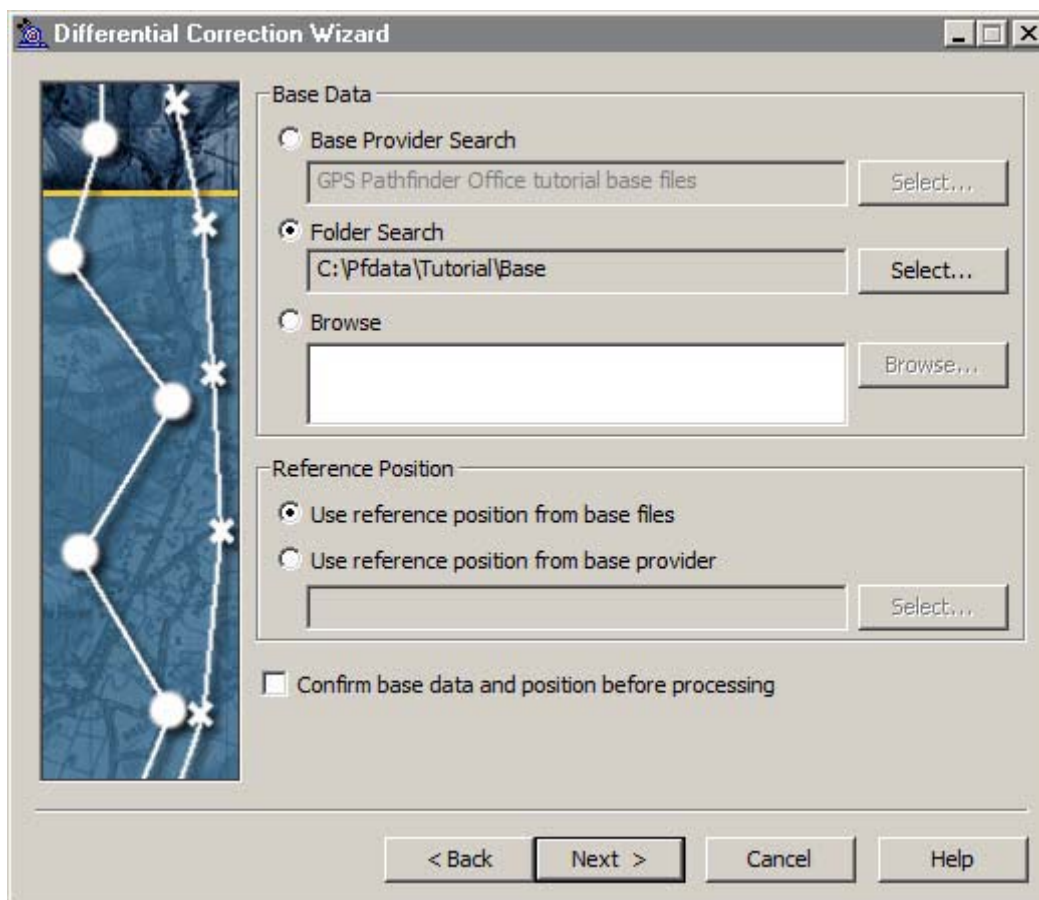 Differential Correction Wizard
Base Data
Base Provider Search
GPS Pathfinder Office tutorial base files
Select...
Folder Search
C:\Pfdata\Tutorial\Base
Select...
Browse
Browse...
Reference Position
Use reference position from base files
Use reference position from base provider
Select...
Confirm base data and position before processing
< Back
Next >
Cancel
Help